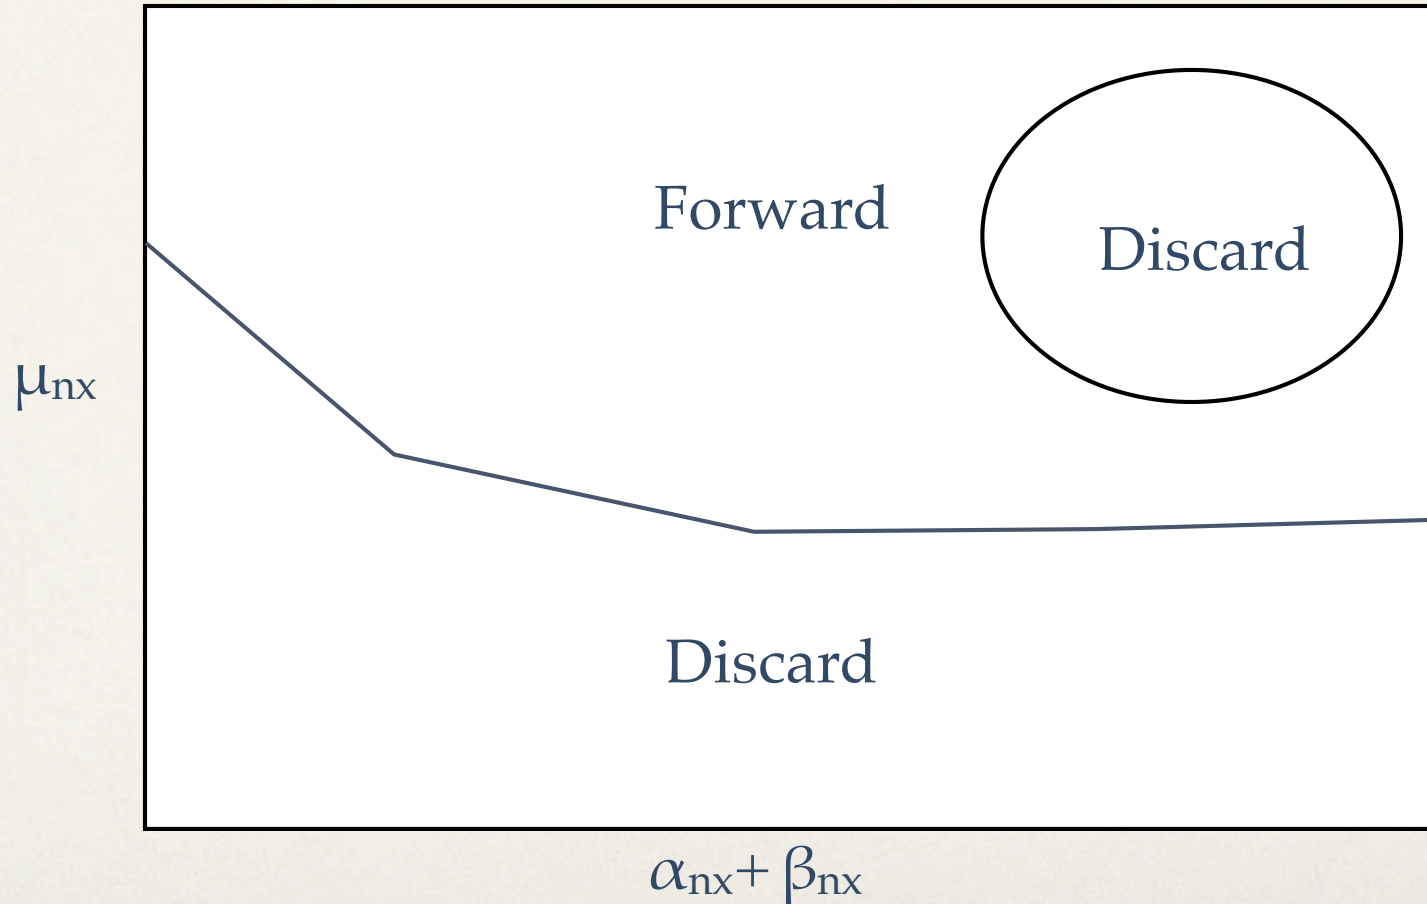 Forward
Discard
μnx
Discard
αnx+ βnx